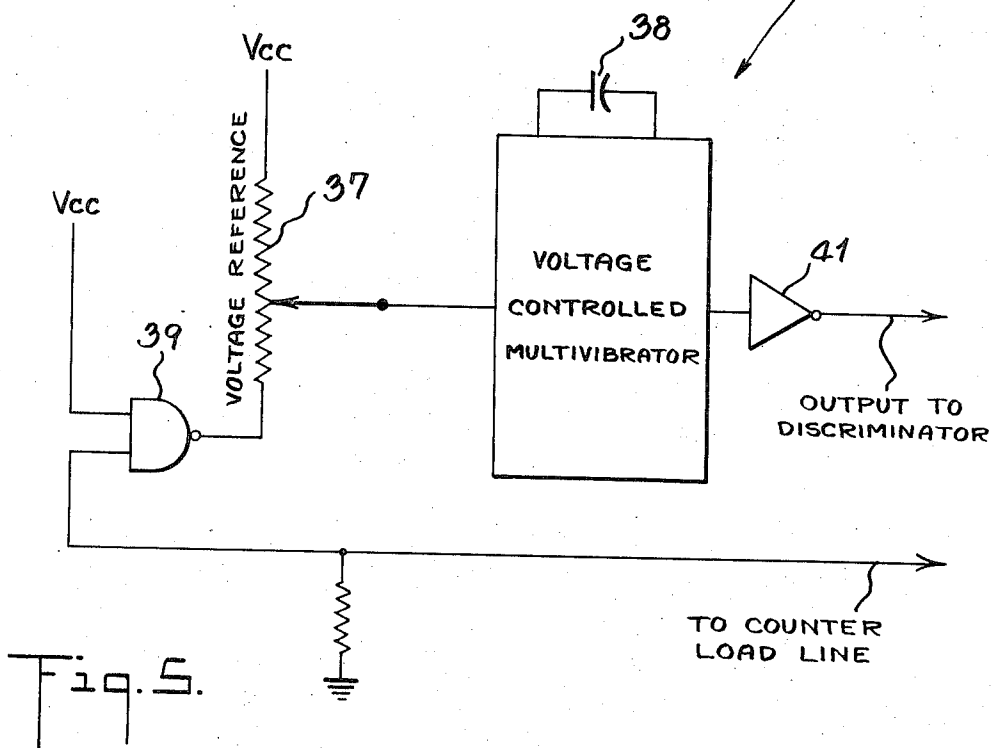 38
Vcc
VOLTAGE REFERENCE
37
Vcc
39
VOLTAGE
CONTROLLED
MULTIVIBRATOR
41
OUTPUT TO
DISCRIMINATOR
TO COUNTER
LOAD LINE
Fig. 5.